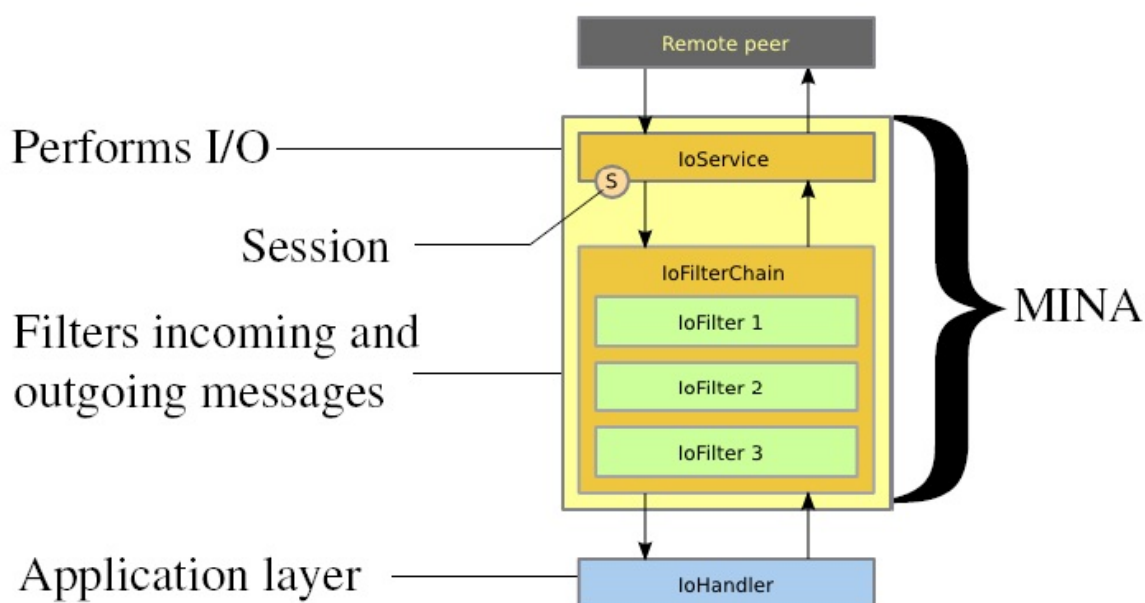 Remote peer
Performs I/O
IoService
S
Session
IoFilterChain
MINA
Filters incoming and
outgoing messages
IoFilter 1
IoFilter 2
IoFilter 3
Application layer
IoHandler